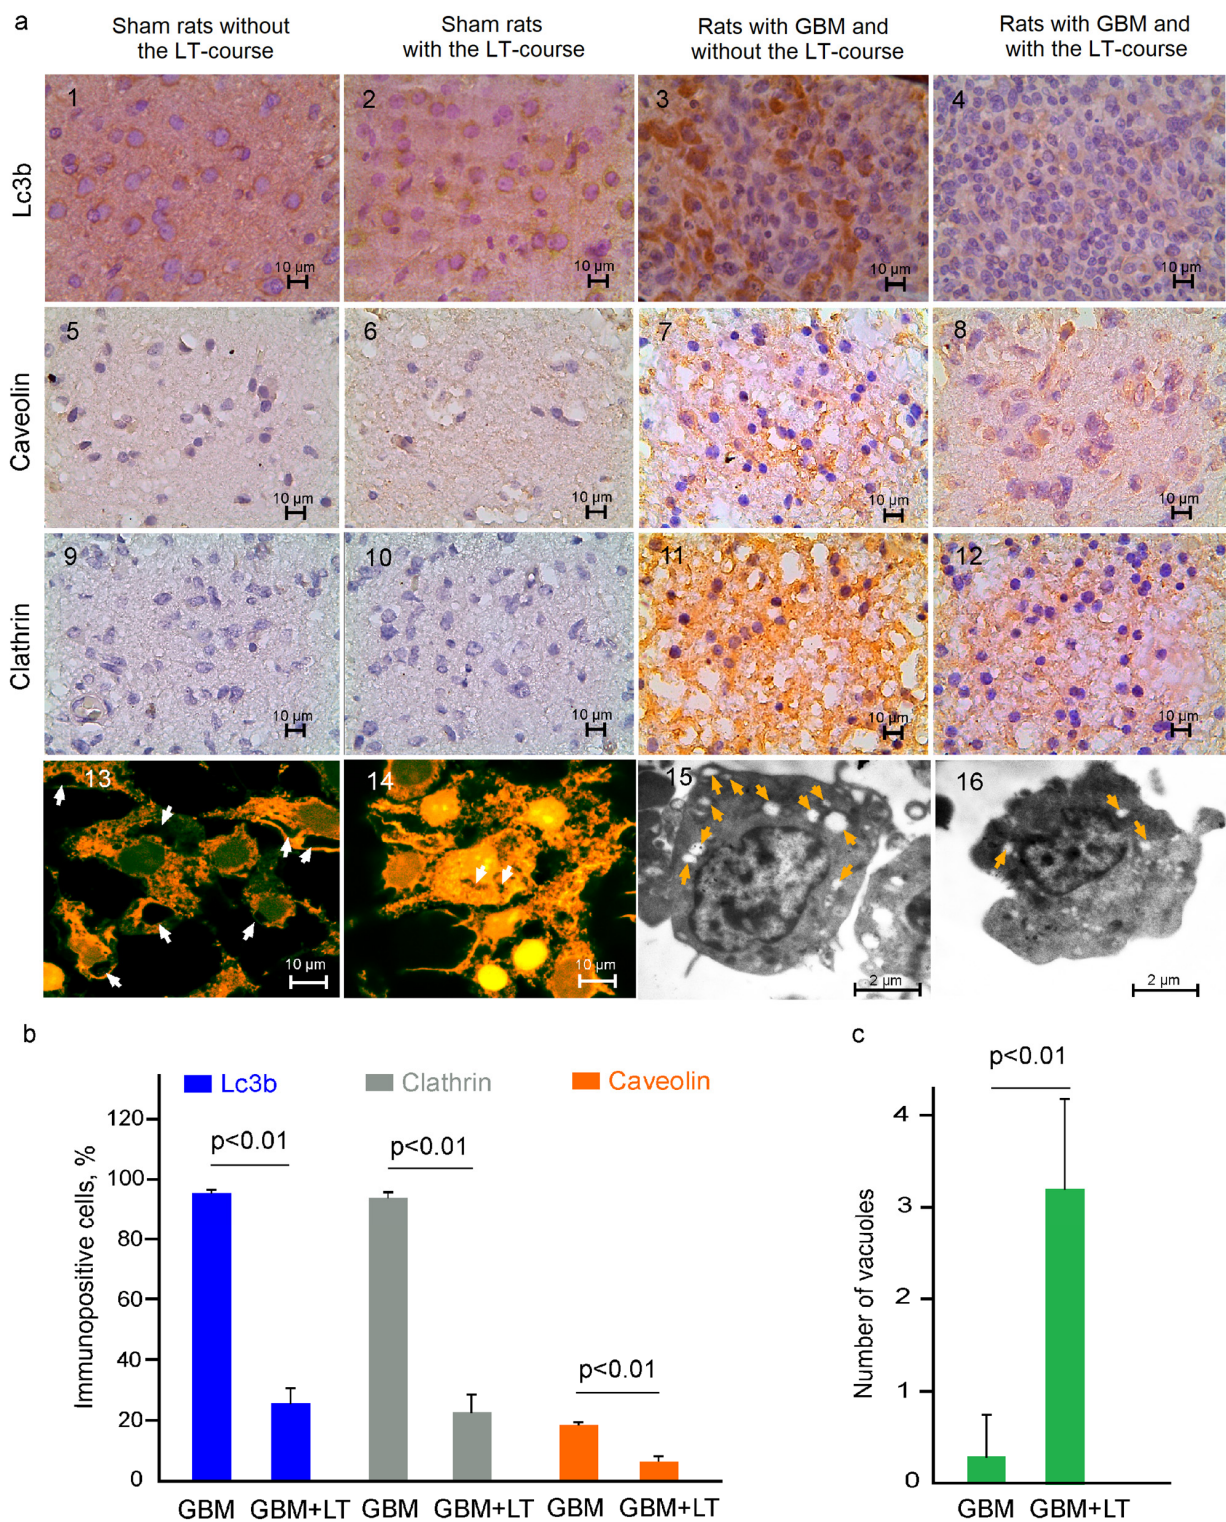 a
Sham rats without
the LT-course
Sham rats
with the LT-course
Rats with GBM and
without the LT-course
Rats with GBM and
with the LT-course
Lc3b
1
10 µm
2
10 µm
3
10 µm
4
10 µm
Caveolin
5
10 µm
6
10 µm
7
10 µm
8
10 µm
Clathrin
9
10 µm
10
10 µm
11
10 µm
12
10 µm
13
10 µm
14
10 µm
15
2 µm
16
2 µm
b
Lc3b
Clathrin
Caveolin
Immunopositive cells, %
120
100
80
60
40
20
0
p<0.01
p<0.01
p<0.01
GBM GBM+LT GBM GBM+LT GBM GBM+LT
c
p<0.01
Number of vacuoles
4
3
2
1
0
GBM GBM+LT